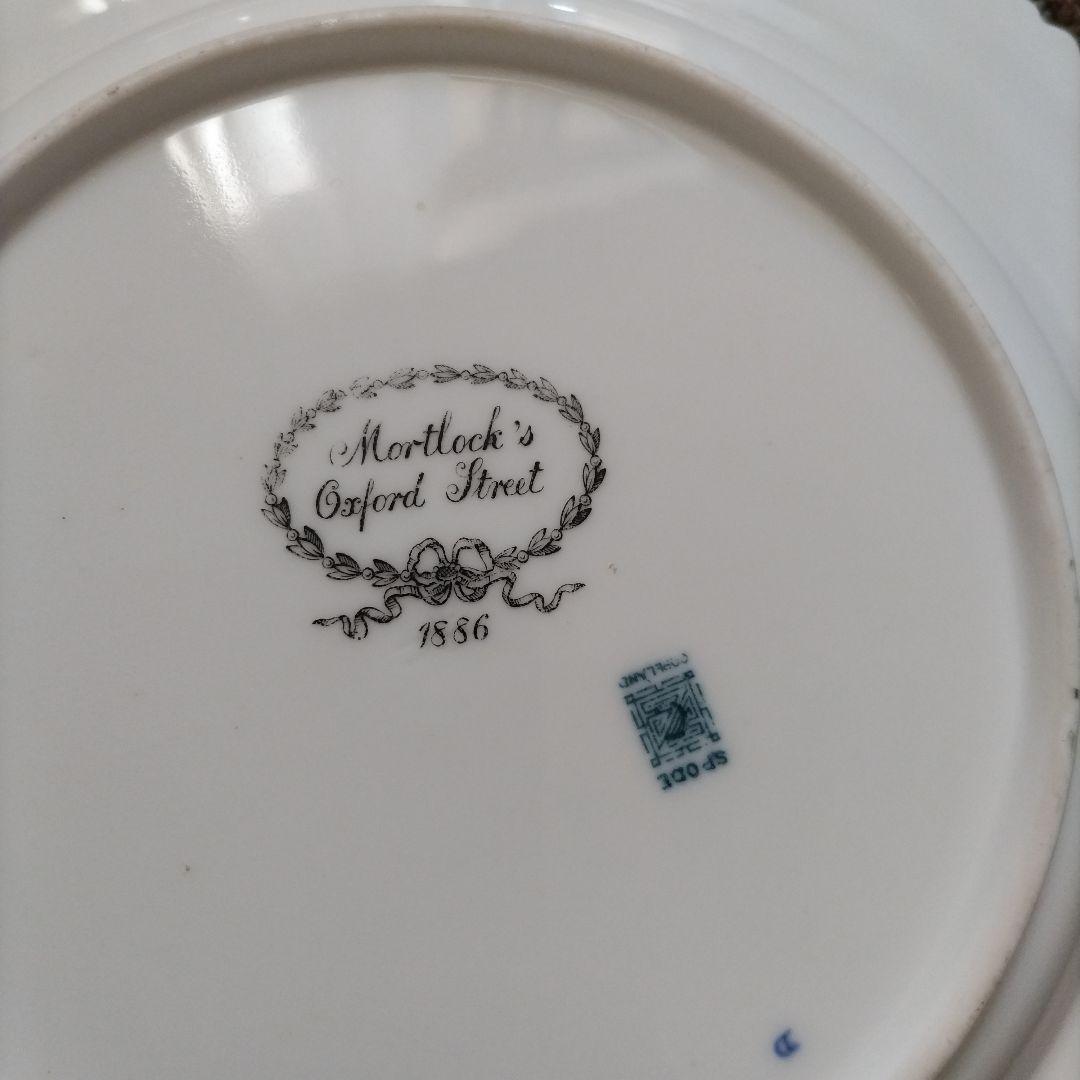 Mortlock's
Oxford Street
1886
COPELAND
SPODE
D